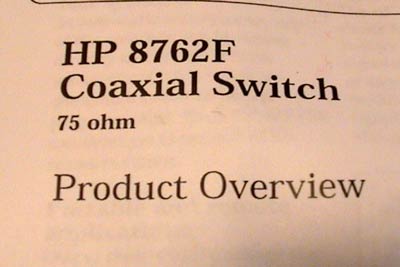 HP 8762F
Coaxial Switch
75 ohm
Product Overview